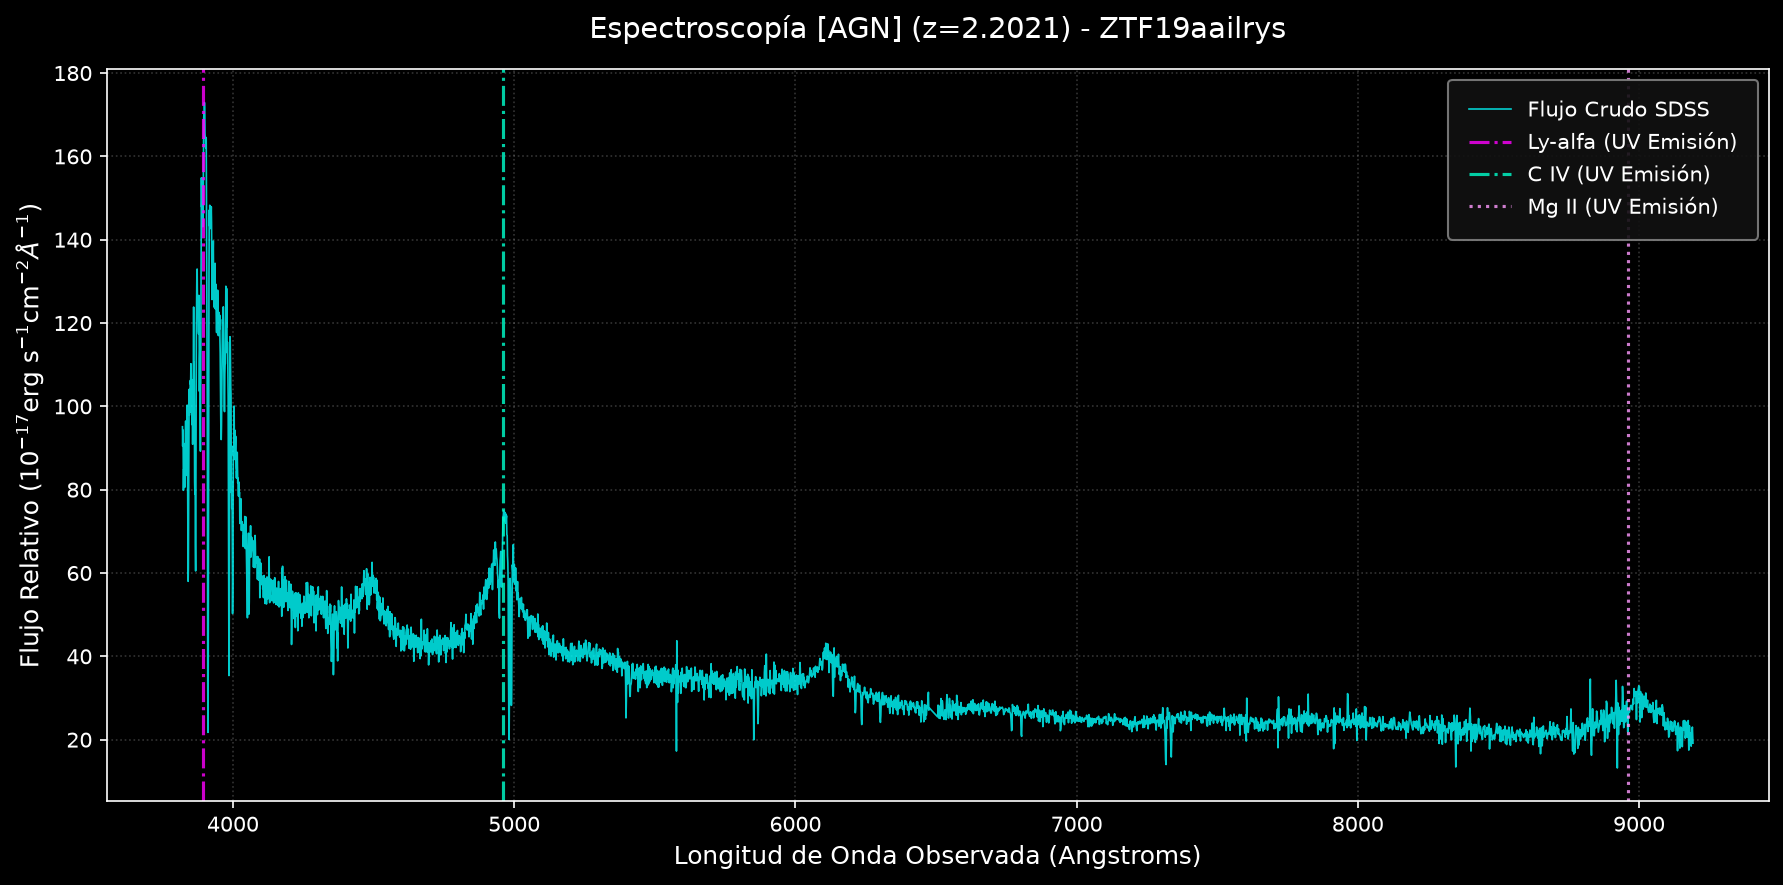 Espectroscopía [AGN] (z=2.2021) - ZTF19aailrys
Flujo Relativo (10⁻¹⁷erg s⁻¹cm⁻²Å⁻¹)
180
160
140
120
100
80
60
40
20
Flujo Crudo SDSS
Ly-alfa (UV Emisión)
C IV (UV Emisión)
Mg II (UV Emisión)
4000 5000 6000 7000 8000 9000
Longitud de Onda Observada (Angstroms)